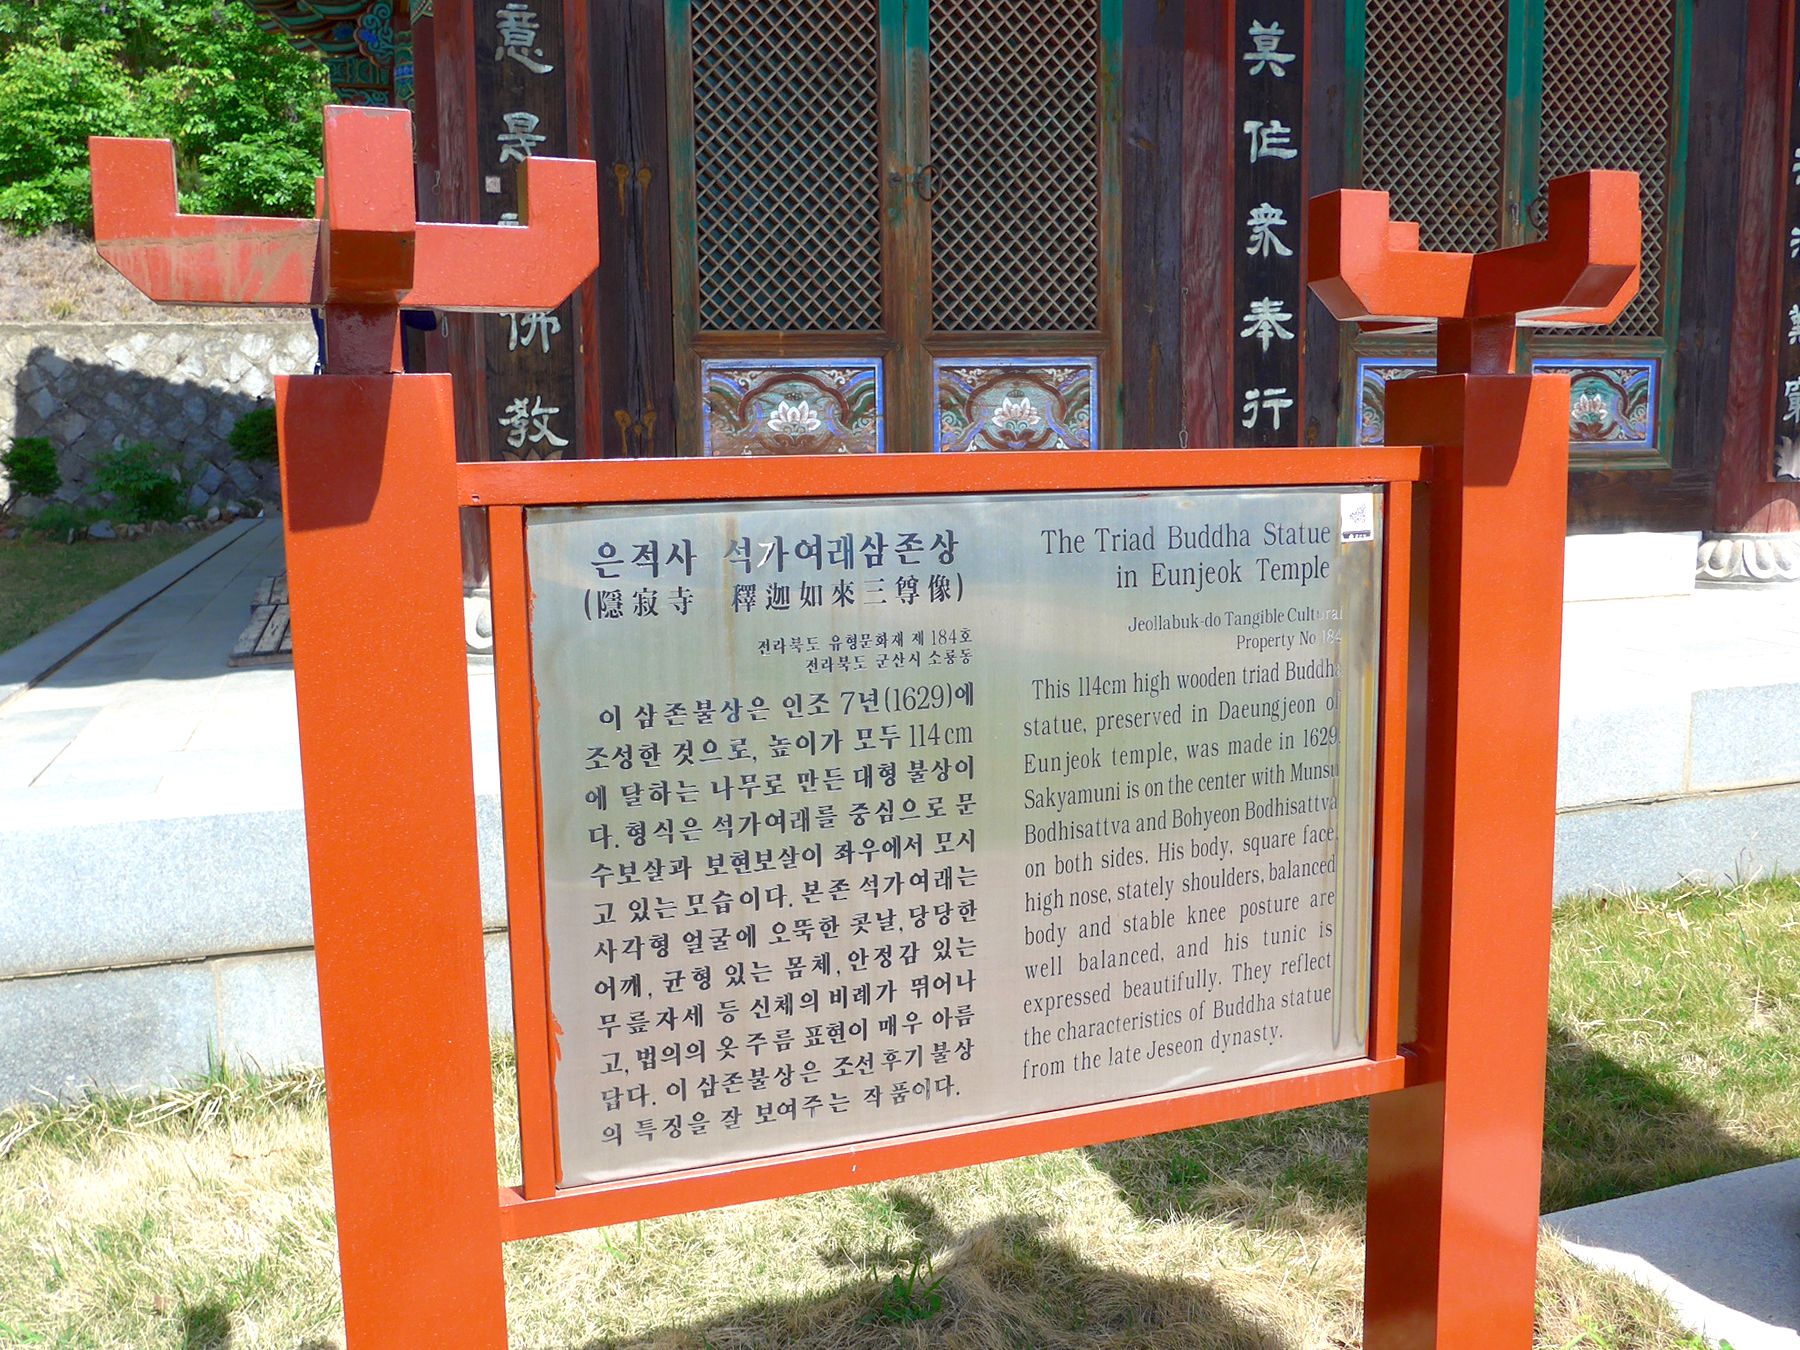 意
是
佛
敎
莫
作
衆
奉
行
은적사 석가여래삼존상
(隱寂寺 釋迦如來三尊像)
전라북도 유형문화재 제 184호
전라북도 군산시 소룡동
이 삼존불상은 인조 7년(1629)에
조성한 것으로, 높이가 모두 114cm
에 달하는 나무로 만든 대형 불상이
다. 형식은 석가여래를 중심으로 문
수보살과 보현보살이 좌우에서 모시
고 있는 모습이다. 본존 석가여래는
사각형 얼굴에 오뚝한 콧날, 당당한
어깨, 균형 있는 몸체, 안정감 있는
무릎자세 등 신체의 비례가 뛰어나
고, 법의의 옷 주름 표현이 매우 아름
답다. 이 삼존불상은 조선후기 불상
의 특징을 잘 보여주는 작품이다.
The Triad Buddha Statue
in Eunjeok Temple
Jeollabuk-do Tangible Cultural
Property No 184
This 114cm high wooden triad Buddha
statue, preserved in Daeungjeon of
Eunjeok temple, was made in 1629.
Sakyamuni is on the center with Munsu
Bodhisattva and Bohyeon Bodhisattva
on both sides. His body, square face,
high nose, stately shoulders, balanced
body and stable knee posture are
well balanced, and his tunic is
expressed beautifully. They reflect
the characteristics of Buddha statue
from the late Jeseon dynasty.